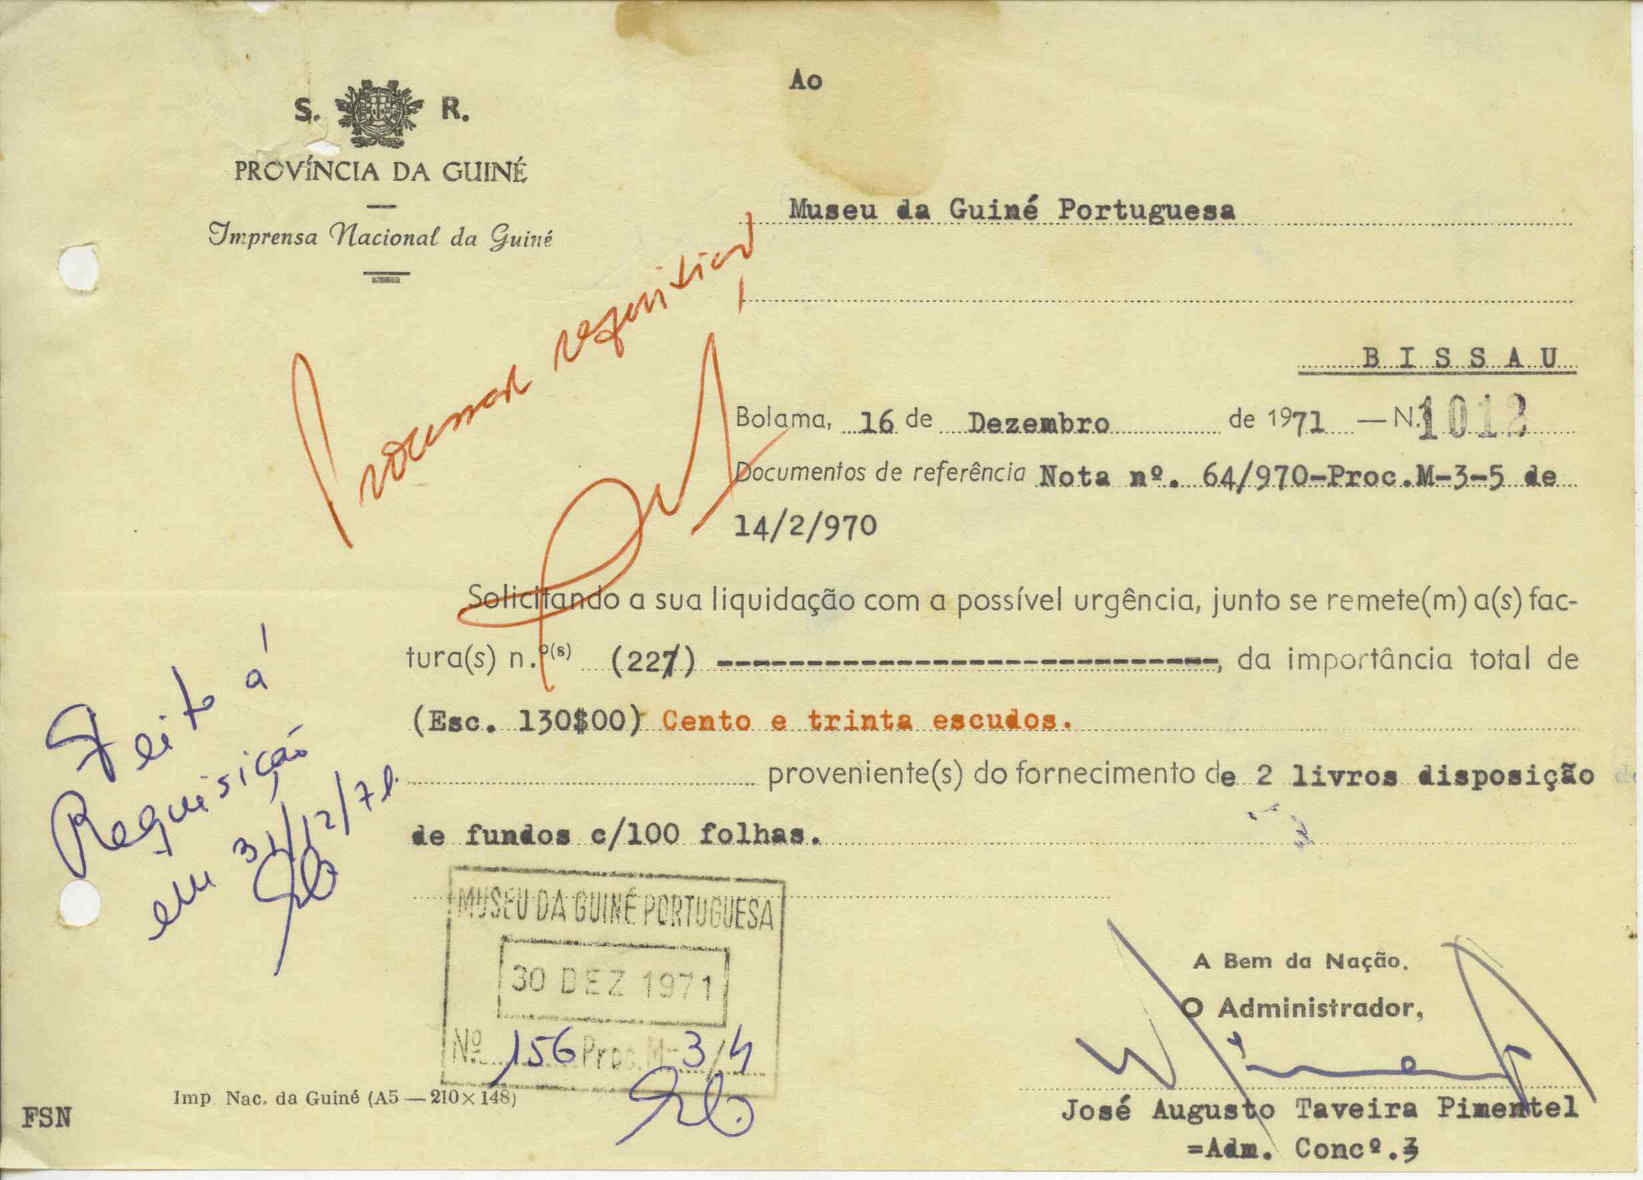 S. R.
PROVÍNCIA DA GUINÉ
Imprensa Nacional da Guiné
Ao
Museu da Guiné Portuguesa
B I S S A U
Processar requisição
Bolama, 16 de Dezembro de 1971 — N.º 1012
Documentos de referência Nota nº. 64/970-Proc.M-3-5 de
14/2/970
Solicitando a sua liquidação com a possível urgência, junto se remete(m) a(s) fac-
tura(s) n.º(s) (227) ----------------------------, da importância total de
(Esc. 130$00) Cento e trinta escudos.
proveniente(s) do fornecimento de 2 livros disposição
de fundos c/100 folhas.
Feito á
Requisição
em 31/12/71.
MUSEU DA GUINÉ PORTUGUESA
30 DEZ 1971
Nº 156 Proc. M-3/4
A Bem da Nação.
O Administrador,
José Augusto Taveira Pimentel
=Adm. Concº.=
Imp. Nac. da Guiné (A5 — 210×148)
FSN